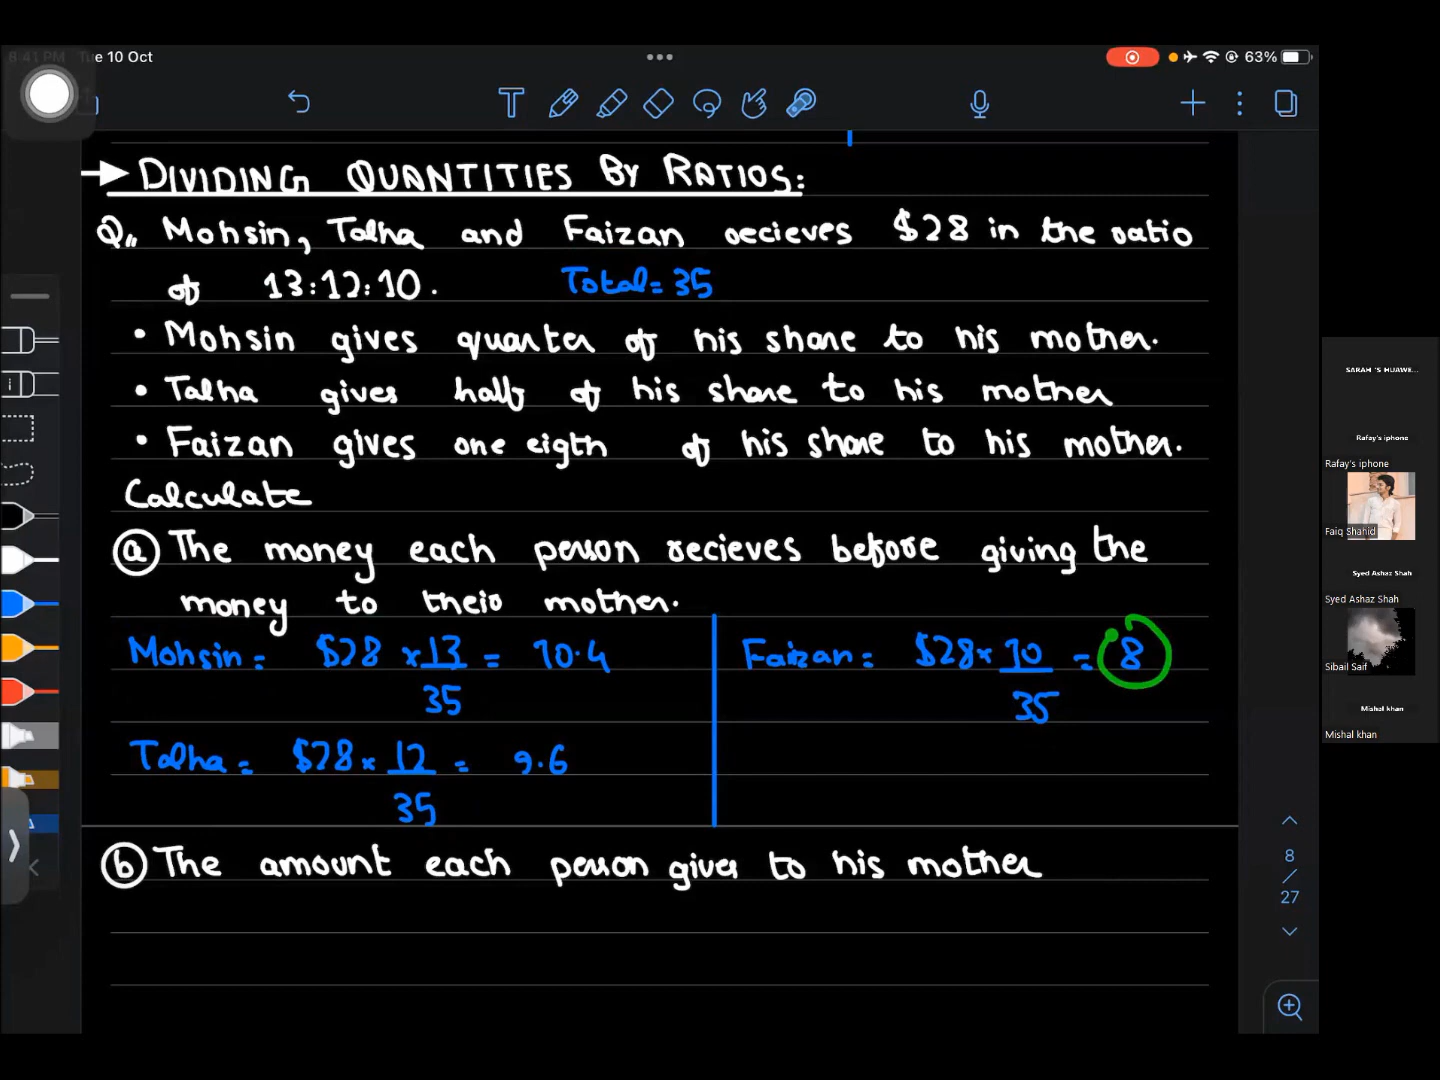 8:41 PM Tue 10 Oct
63%
DIVIDING QUANTITIES BY RATIOS:
Q,, Mohsin, Talha and Faizan recieves $28 in the ratio
of 13:12:10. Total = 35
• Mohsin gives quarter of his share to his mother.
• Talha gives half of his share to his mother
• Faizan gives one eigth of his share to his mother.
Calculate
(a) The money each person recieves before giving the
money to their mother.
Mohsin = $28 × 13/35 = 10.4
Faizan = $28 × 10/35 = 8
Talha = $28 × 12/35 = 9.6
(b) The amount each person gives to his mother
8
/
27
SARAH 'S HUAWE...
Rafay's iphone
Rafay's iphone
Faiq Shahid
Syed Ashaz Shah
Syed Ashaz Shah
Sibail Saif
Mishal khan
Mishal khan